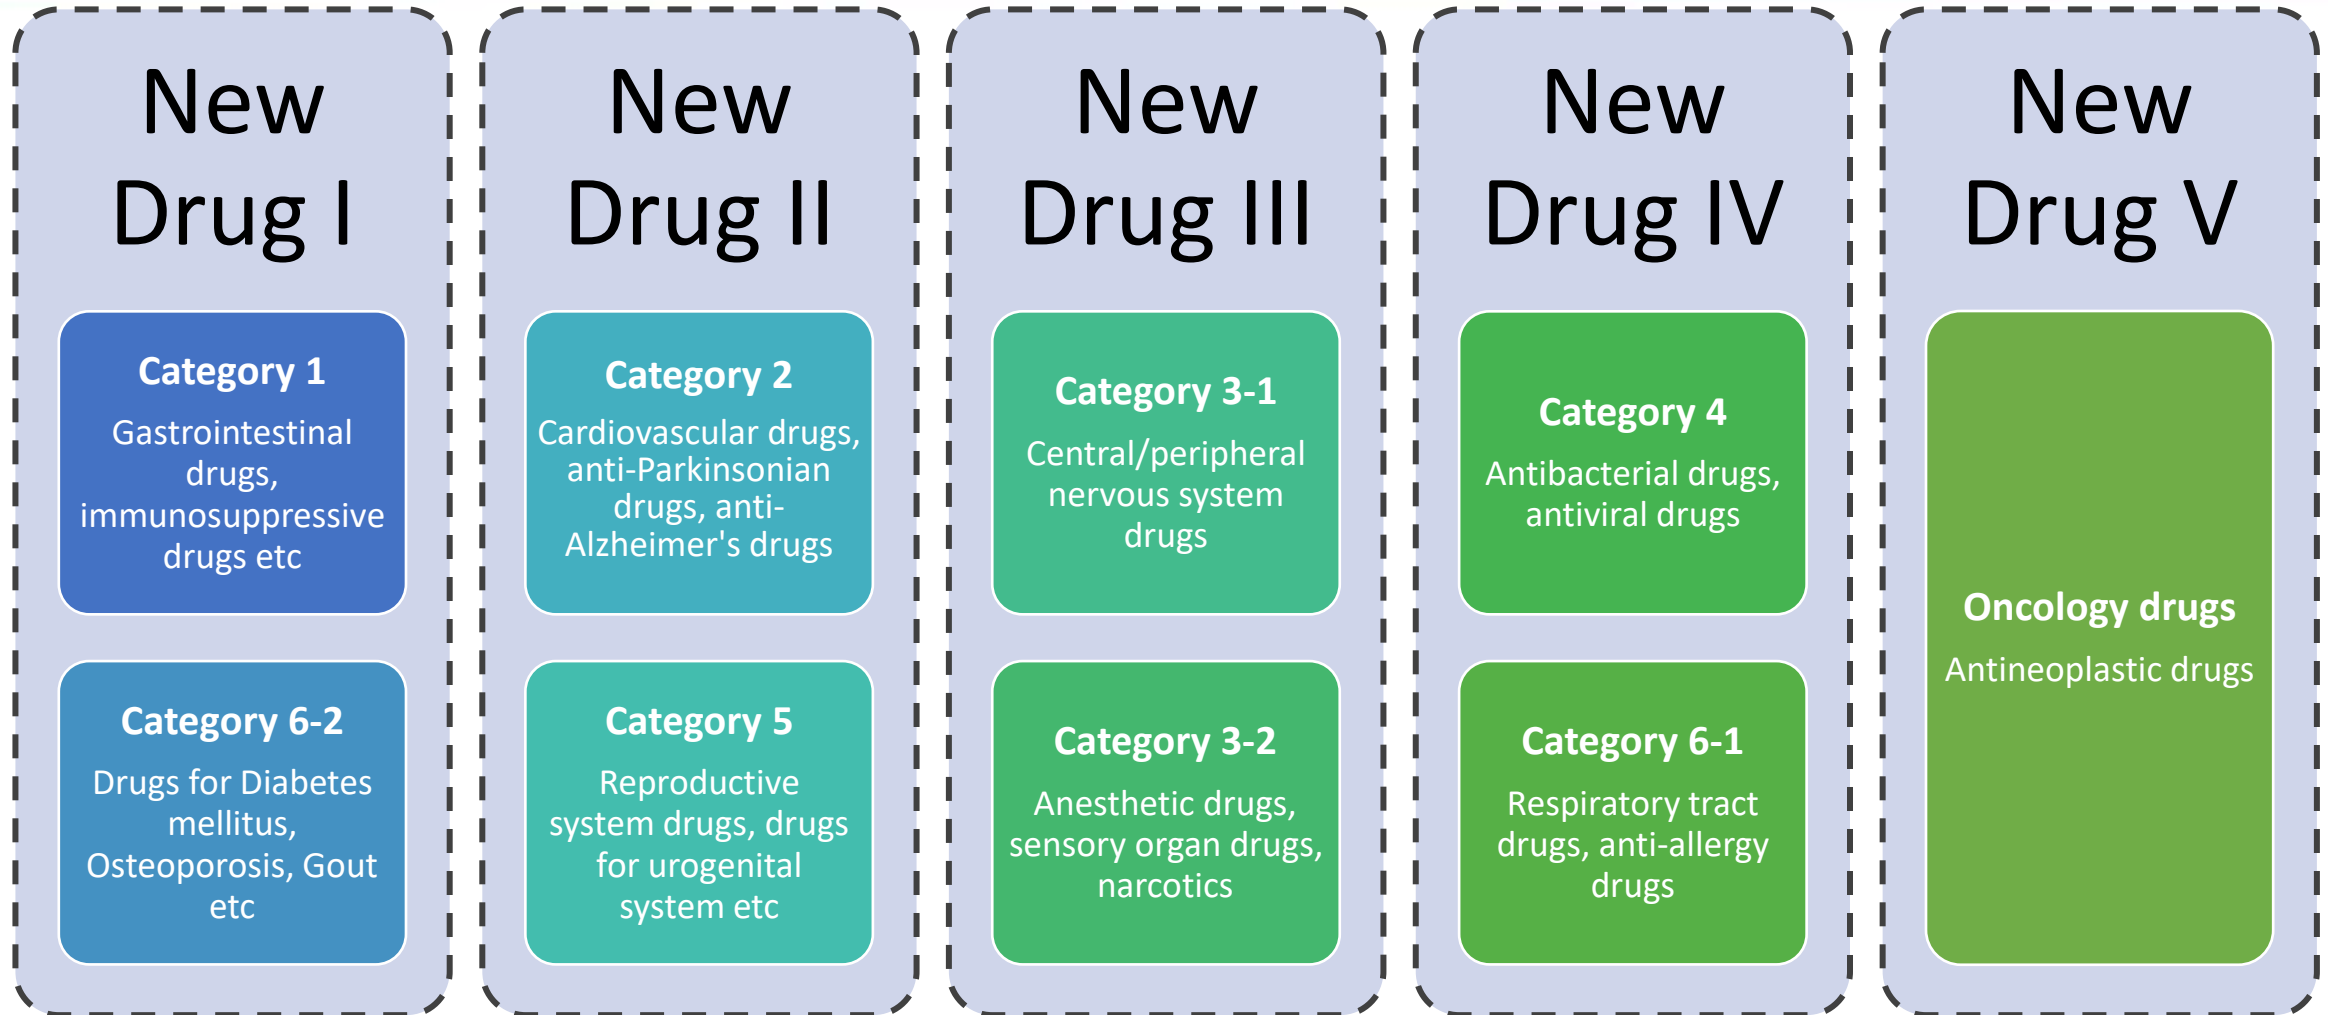 New
Drug I
Category 1
Gastrointestinal
drugs,
immunosuppressive
drugs etc
Category 6-2
Drugs for Diabetes
mellitus,
Osteoporosis, Gout
etc
New
Drug II
Category 2
Cardiovascular drugs,
anti-Parkinsonian
drugs, anti-
Alzheimer's drugs
Category 5
Reproductive
system drugs, drugs
for urogenital
system etc
New
Drug III
Category 3-1
Central/peripheral
nervous system
drugs
Category 3-2
Anesthetic drugs,
sensory organ drugs,
narcotics
New
Drug IV
Category 4
Antibacterial drugs,
antiviral drugs
Category 6-1
Respiratory tract
drugs, anti-allergy
drugs
New
Drug V
Oncology drugs
Antineoplastic drugs